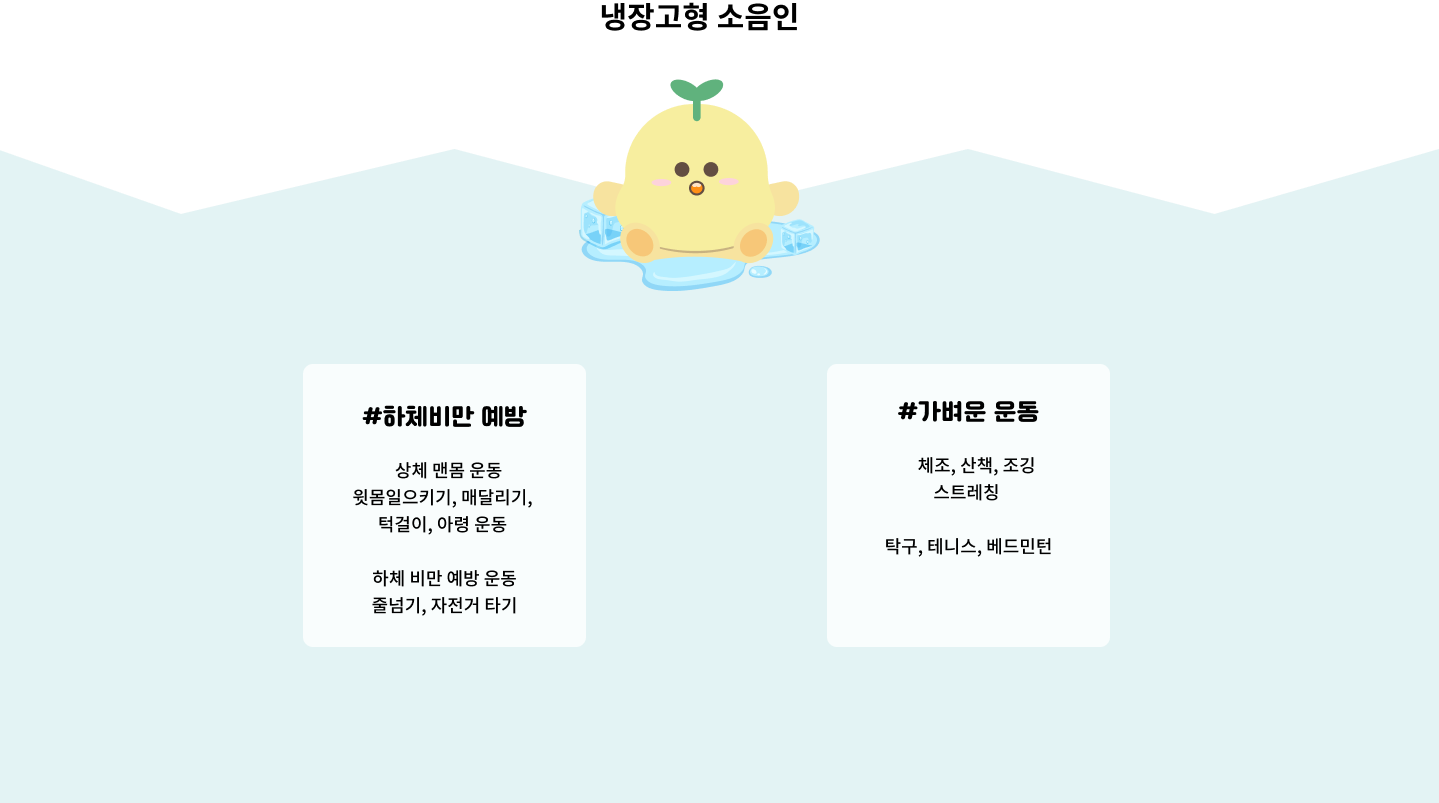 냉장고형 소음인
#하체비만 예방
상체 맨몸 운동
윗몸일으키기, 매달리기,
턱걸이, 아령 운동
하체 비만 예방 운동
줄넘기, 자전거 타기
#가벼운 운동
체조, 산책, 조깅
스트레칭
탁구, 테니스, 베드민턴